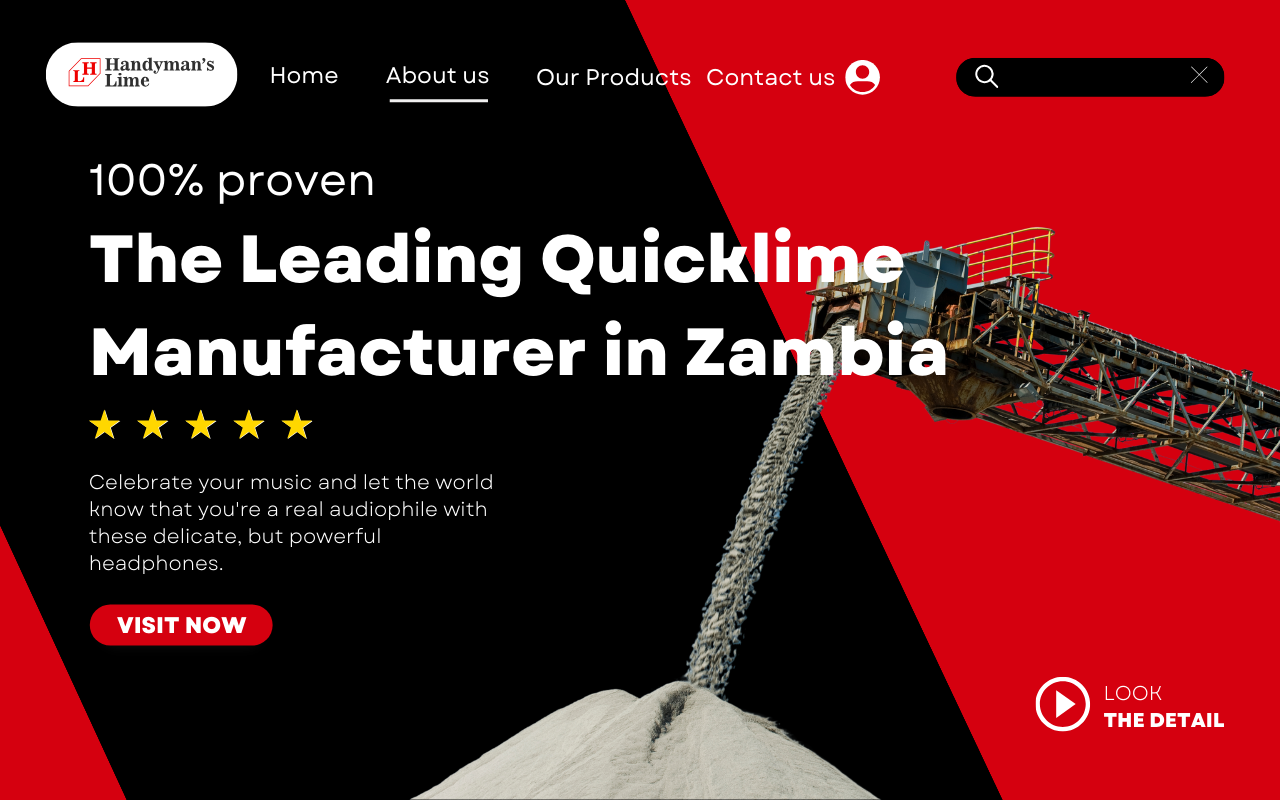 LH Handyman's
Lime
Home About us Our Products Contact us
100% proven
The Leading Quicklime
Manufacturer in Zambia
Celebrate your music and let the world
know that you're a real audiophile with
these delicate, but powerful
headphones.
VISIT NOW
LOOK
THE DETAIL